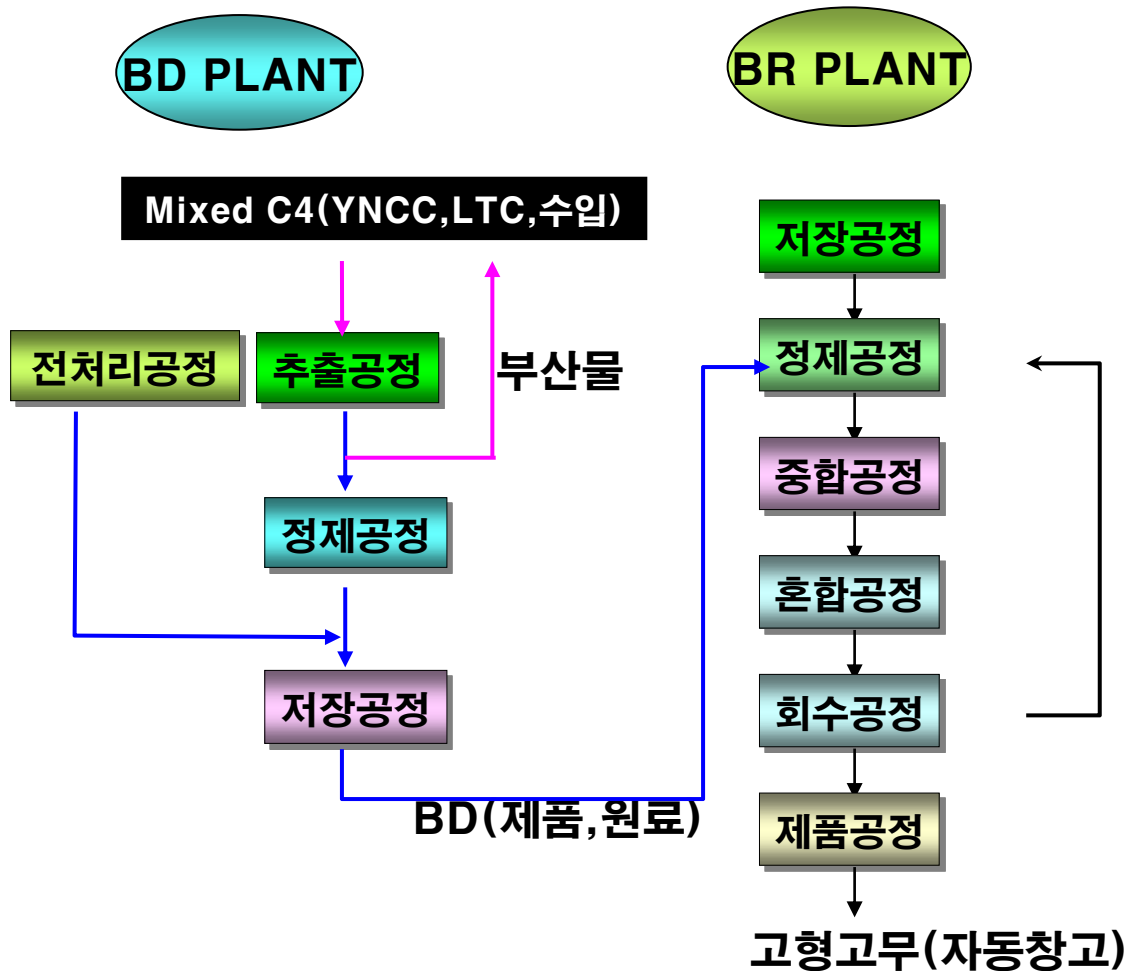 BD PLANT
BR PLANT
Mixed C4(YNCC,LTC,수입)
전처리공정
추출공정
부산물
정제공정
저장공정
BD(제품,원료)
저장공정
정제공정
중합공정
혼합공정
회수공정
제품공정
고형고무(자동창고)